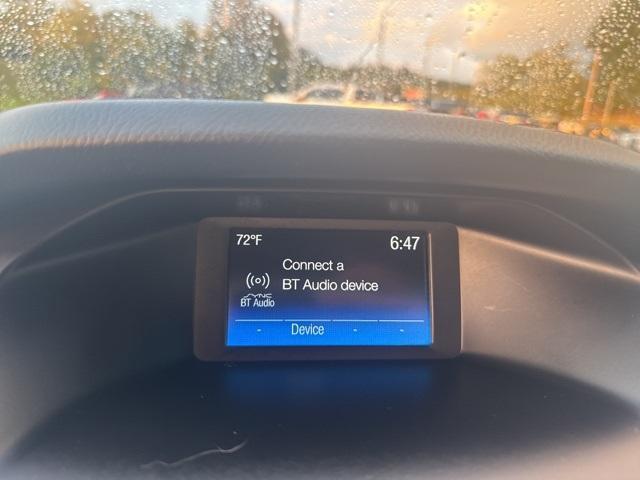 72°F
6:47
Connect a
BT Audio device
SYNC
BT Audio
- Device - -